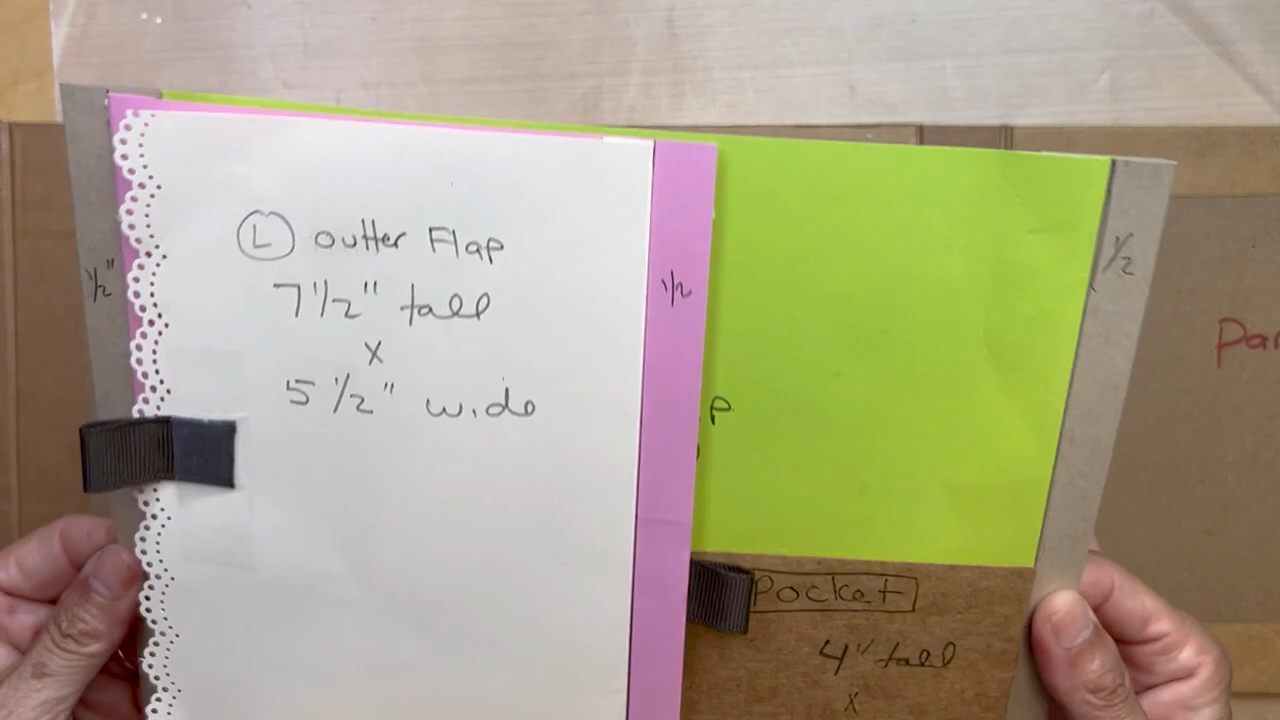 (L) outter Flap
7 1/2" tall
x
5 1/2" wide
1/2"
1/2
1/2
P
Pocket
4" tall
x
Par